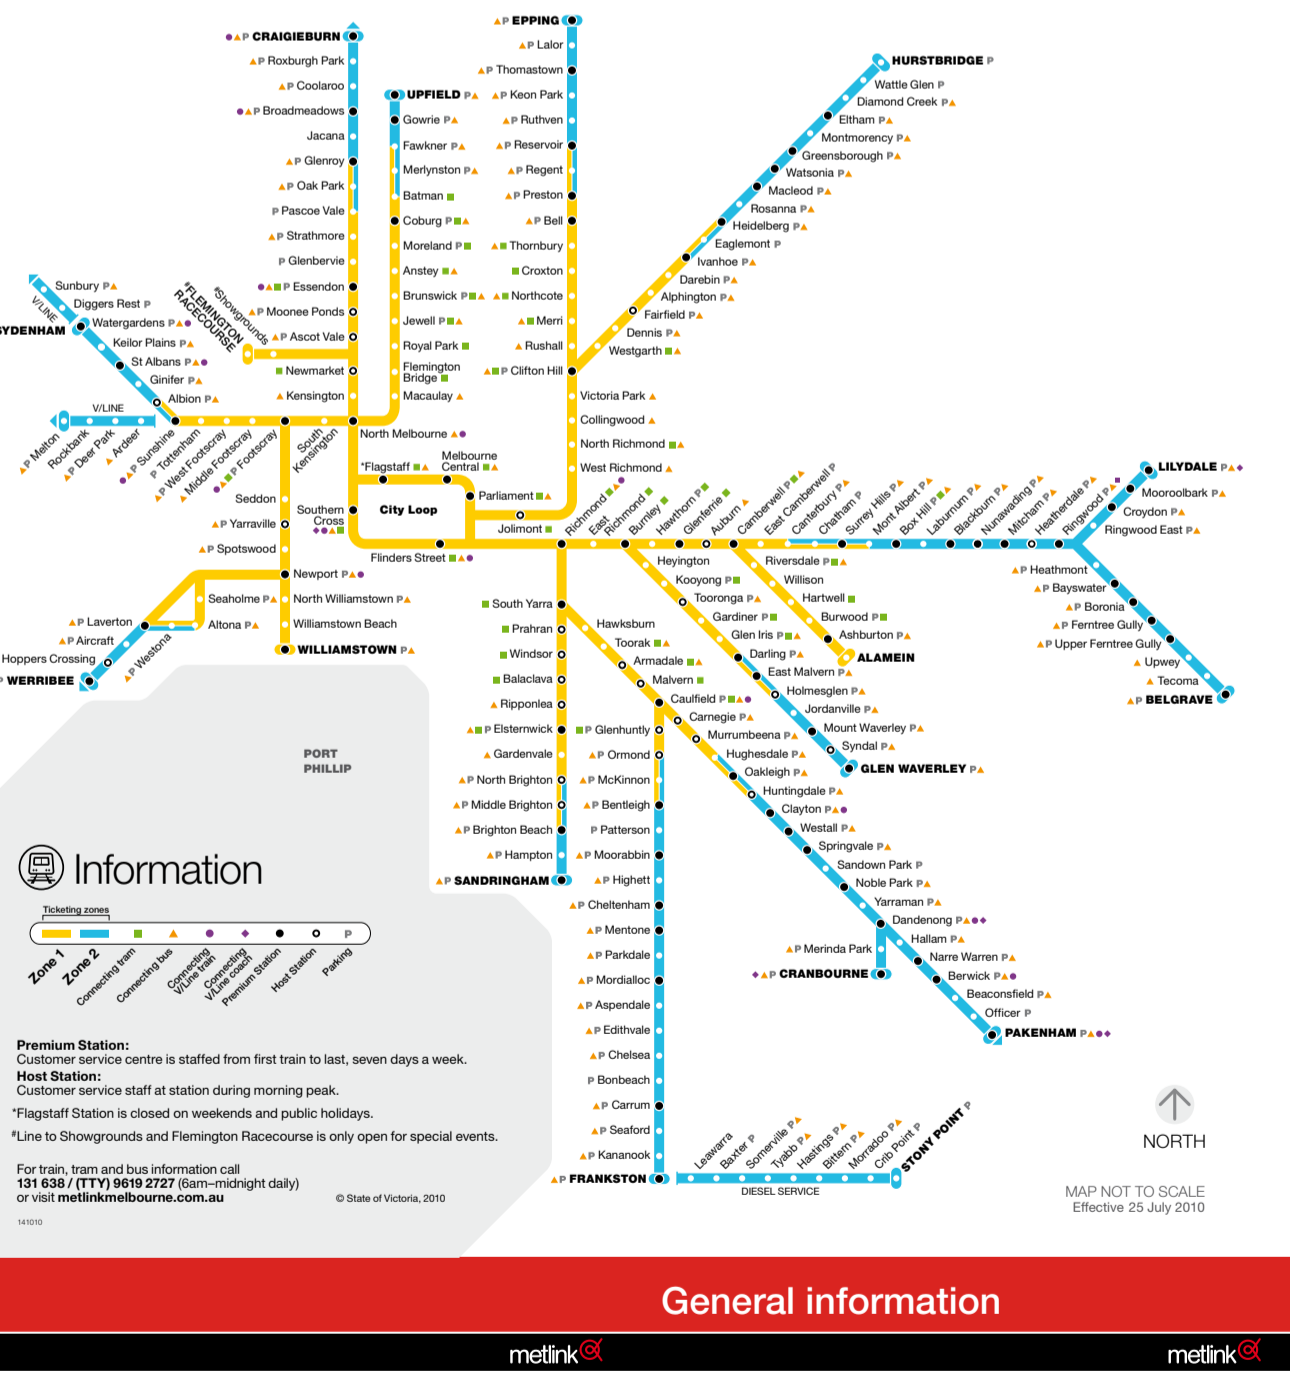 CRAIGIEBURN
P Roxburgh Park
P Coolaroo
P Broadmeadows
Jacana
P Glenroy
P Oak Park
P Pascoe Vale
P Strathmore
P Glenbervie
P Essendon
P Moonee Ponds
P Ascot Vale
Newmarket
Kensington
UPFIELD P
Gowrie P
Fawkner P
Merlynston P
Batman
Coburg P
Moreland P
Anstey
Brunswick P
Jewell P
Royal Park
Flemington
Bridge
Macaulay
P EPPING
P Lalor
P Thomastown
P Keon Park
P Ruthven
P Reservoir
P Regent
P Preston
P Bell
Thornbury
Croxton
Northcote
Merri
Rushall
P Clifton Hill
Victoria Park
Collingwood
North Richmond
West Richmond
HURSTBRIDGE P
Wattle Glen P
Diamond Creek P
Eltham P
Montmorency P
Greensborough P
Watsonia P
Macleod P
Rosanna P
Heidelberg P
Eaglemont P
Ivanhoe P
Darebin P
Alphington P
Fairfield P
Dennis P
Westgarth
#Showgrounds
#FLEMINGTON
RACECOURSE
Sunbury P
Diggers Rest P
V/LINE
Watergardens P
SYDENHAM
Keilor Plains P
St Albans P
Ginifer P
Albion P
V/LINE
P Melton
Rockbank
P Deer Park
Ardeer
P Sunshine
P Tottenham
P West Footscray
Middle Footscray
P Footscray
South
Kensington
North Melbourne
*Flagstaff
Melbourne
Central
Parliament
City Loop
Southern
Cross
Jolimont
Flinders Street
Seddon
P Yarraville
P Spotswood
Newport P
Seaholme P
North Williamstown P
Altona P
Williamstown Beach
WILLIAMSTOWN P
P Laverton
P Aircraft
P Westona
Hoppers Crossing
P WERRIBEE
Richmond
East
Richmond
Burnley
Hawthorn P
Glenferrie
Auburn
Camberwell P
East Camberwell P
Canterbury P
Chatham P
Surrey Hills P
Mont Albert P
Box Hill P
Laburnum P
Blackburn P
Nunawading P
Mitcham P
Heatherdale P
Ringwood P
LILYDALE P
Mooroolbark P
Croydon P
Ringwood East P
P Heathmont
P Bayswater
P Boronia
P Ferntree Gully
P Upper Ferntree Gully
Upwey
Tecoma
P BELGRAVE
Riversdale P
Willison
Hartwell
Burwood P
Ashburton P
ALAMEIN
Heyington
Kooyong P
Tooronga P
Gardiner P
Glen Iris P
Darling P
East Malvern P
Holmesglen P
Jordanville P
Mount Waverley P
Syndal P
GLEN WAVERLEY P
South Yarra
Prahran
Windsor
Balaclava
Ripponlea
P Elsternwick
Gardenvale
P North Brighton
P Middle Brighton
P Brighton Beach
P Hampton
P SANDRINGHAM
Hawksburn
Toorak
Armadale
Malvern
Caulfield P
Carnegie P
Murrumbeena P
Hughesdale P
Oakleigh P
Huntingdale P
Clayton P
Westall P
Springvale P
Sandown Park P
Noble Park P
Yarraman P
Dandenong P
Hallam P
Narre Warren P
Berwick P
Beaconsfield P
Officer P
PAKENHAM P
P Merinda Park
P CRANBOURNE
P Glenhuntly
P Ormond
P McKinnon
P Bentleigh
P Patterson
P Moorabbin
P Highett
P Cheltenham
P Mentone
P Parkdale
P Mordialloc
P Aspendale
P Edithvale
P Chelsea
P Bonbeach
P Carrum
P Seaford
P Kananook
P FRANKSTON
Leawarra
Baxter P
Somerville P
Tyabb P
Hastings P
Bittern P
Morradoo P
Crib Point P
STONY POINT P
DIESEL SERVICE
PORT
PHILLIP
Information
Ticketing zones
Zone 1
Zone 2
Connecting tram
Connecting bus
Connecting
V/Line train
Connecting
V/Line coach
Premium Station
Host Station
P
Parking
Premium Station:
Customer service centre is staffed from first train to last, seven days a week.
Host Station:
Customer service staff at station during morning peak.
*Flagstaff Station is closed on weekends and public holidays.
#Line to Showgrounds and Flemington Racecourse is only open for special events.
For train, tram and bus information call
131 638 / (TTY) 9619 2727 (6am–midnight daily)
or visit metlinkmelbourne.com.au
© State of Victoria, 2010
141010
NORTH
MAP NOT TO SCALE
Effective 25 July 2010
General information
metlink
metlink